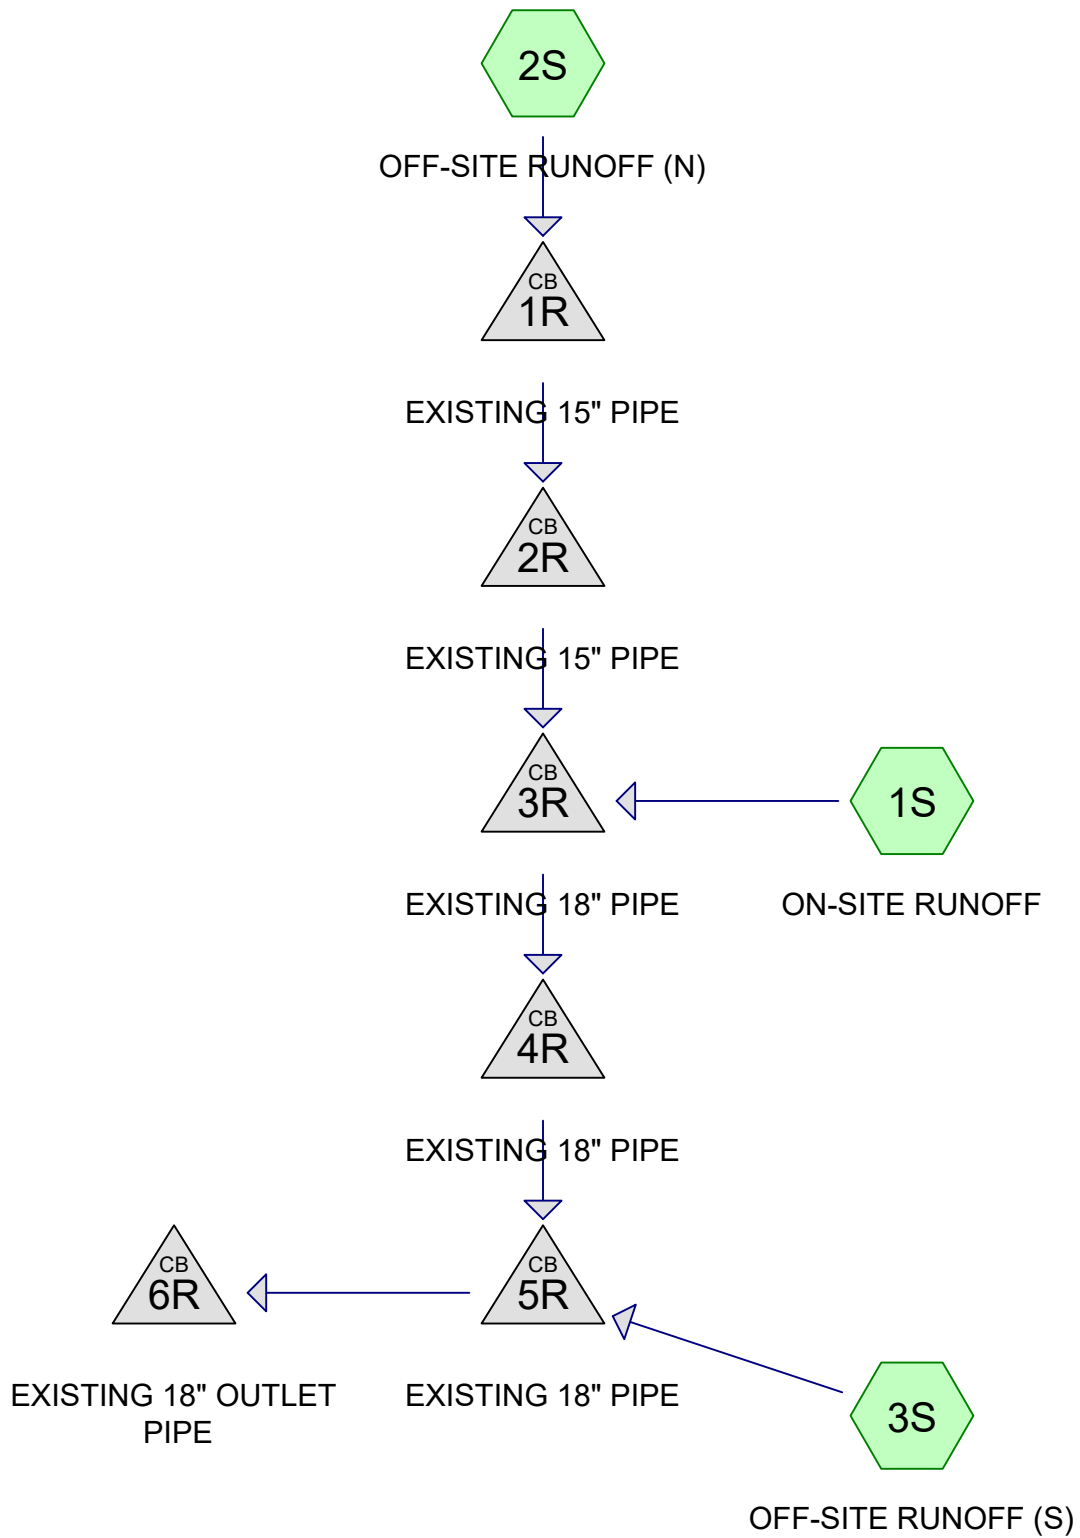 2S
OFF-SITE RUNOFF (N)
CB
1R
EXISTING 15" PIPE
CB
2R
EXISTING 15" PIPE
CB
3R
1S
EXISTING 18" PIPE
ON-SITE RUNOFF
CB
4R
EXISTING 18" PIPE
CB
6R
CB
5R
EXISTING 18" OUTLET
PIPE
EXISTING 18" PIPE
3S
OFF-SITE RUNOFF (S)